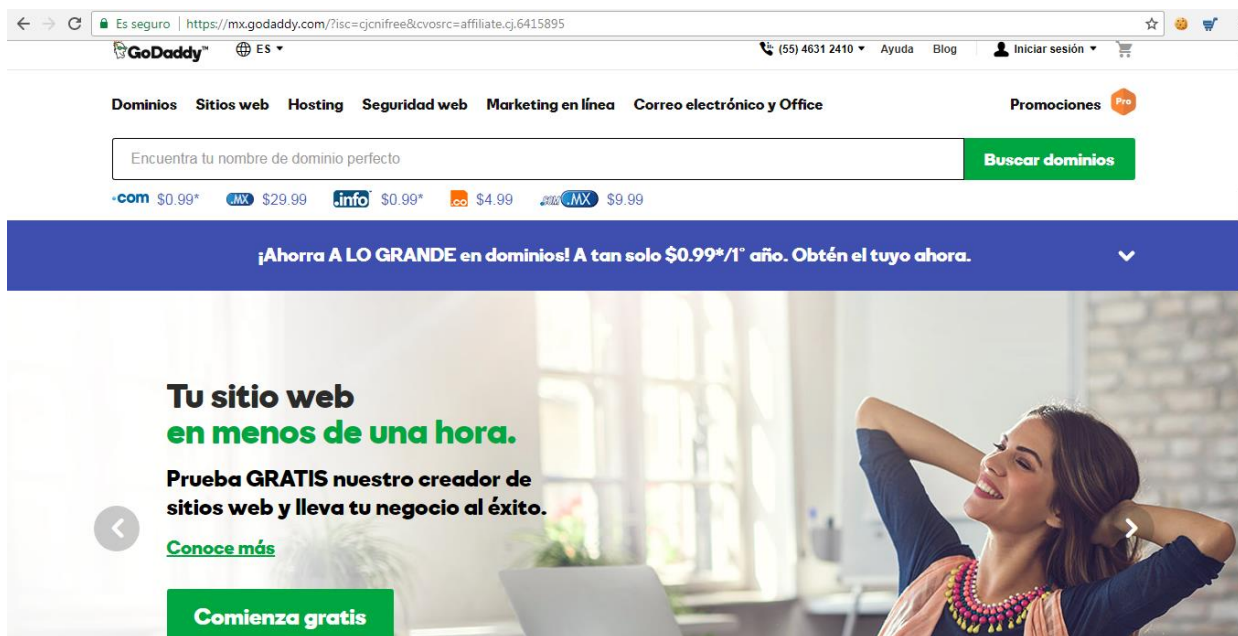 Es seguro | https://mx.godaddy.com/?isc=cjcnifree&cvosrc=affiliate.cj.6415895
GoDaddy™ ES (55) 4631 2410 Ayuda Blog Iniciar sesión
Dominios Sitios web Hosting Seguridad web Marketing en línea Correo electrónico y Office Promociones Pro
Encuentra tu nombre de dominio perfecto Buscar dominios
.com $0.99* .MX $29.99 .info $0.99* .co $4.99 .com.MX $9.99
¡Ahorra A LO GRANDE en dominios! A tan solo $0.99*/1° año. Obtén el tuyo ahora.
Tu sitio web
en menos de una hora.
Prueba GRATIS nuestro creador de
sitios web y lleva tu negocio al éxito.
Conoce más
Comienza gratis